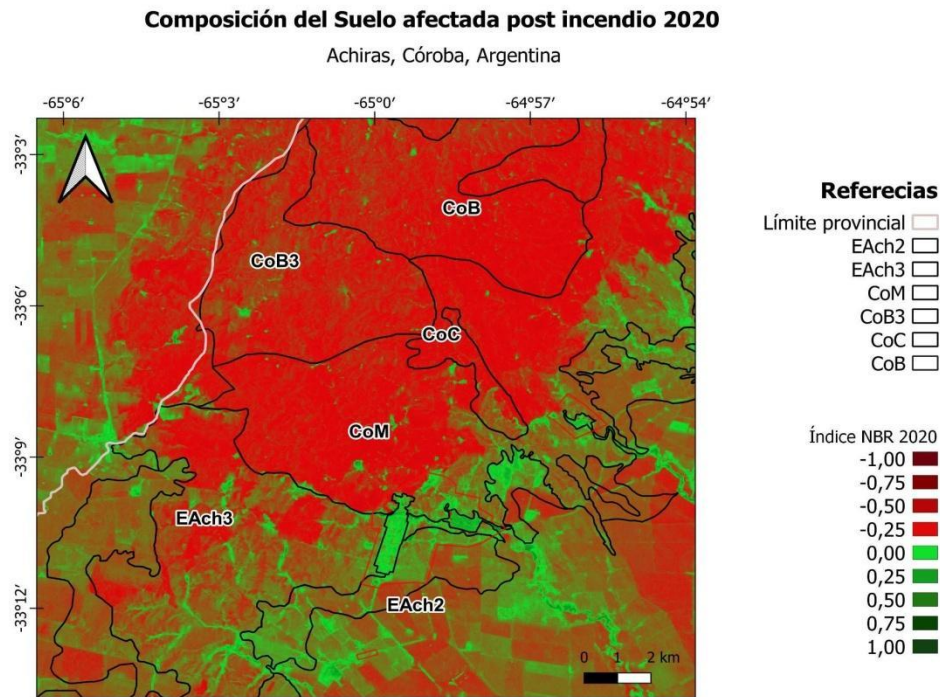 Composición del Suelo afectada post incendio 2020
Achiras, Córoba, Argentina
-65°6' -65°3' -65°0' -64°57' -64°54'
-33°3'
-33°6'
-33°9'
-33°12'
CoB
CoB3
CoC
CoM
EAch3
EAch2
0 1 2 km
Referecias
Límite provincial
EAch2
EAch3
CoM
CoB3
CoC
CoB
Índice NBR 2020
-1,00
-0,75
-0,50
-0,25
0,00
0,25
0,50
0,75
1,00